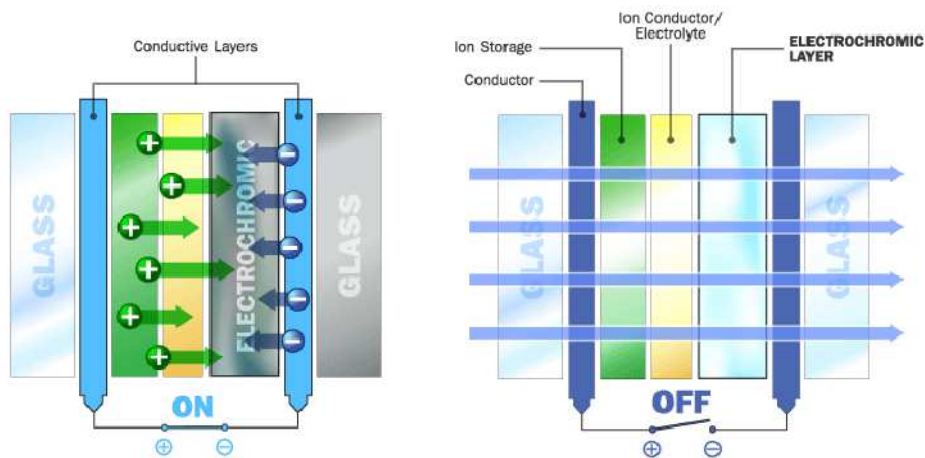 Conductive Layers
GLASS
ELECTROCHROMIC
GLASS
ON
Ion Conductor/
Electrolyte
Ion Storage
Conductor
ELECTROCHROMIC
LAYER
GLASS
GLASS
OFF